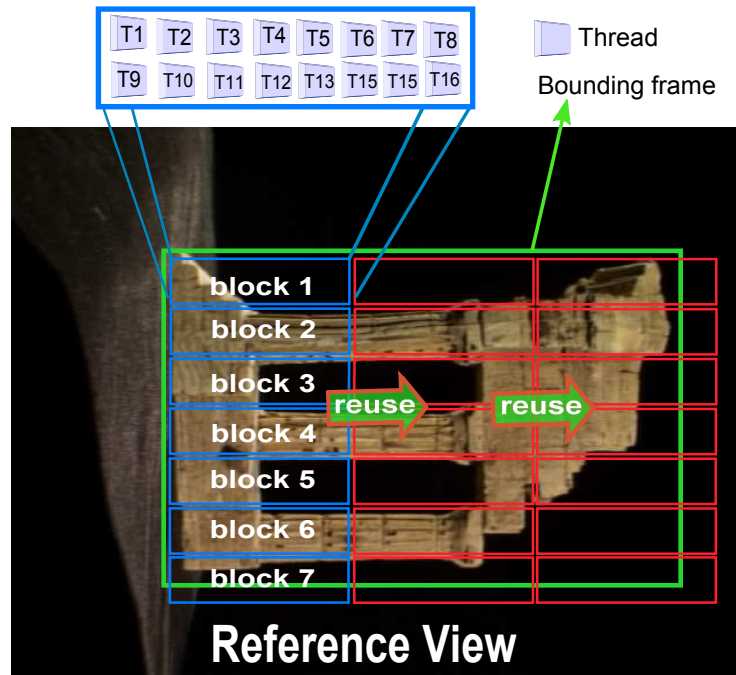 T1 T2 T3 T4 T5 T6 T7 T8
T9 T10 T11 T12 T13 T15 T15 T16
Thread
Bounding frame
block 1
block 2
block 3
reuse
reuse
block 4
block 5
block 6
block 7
Reference View